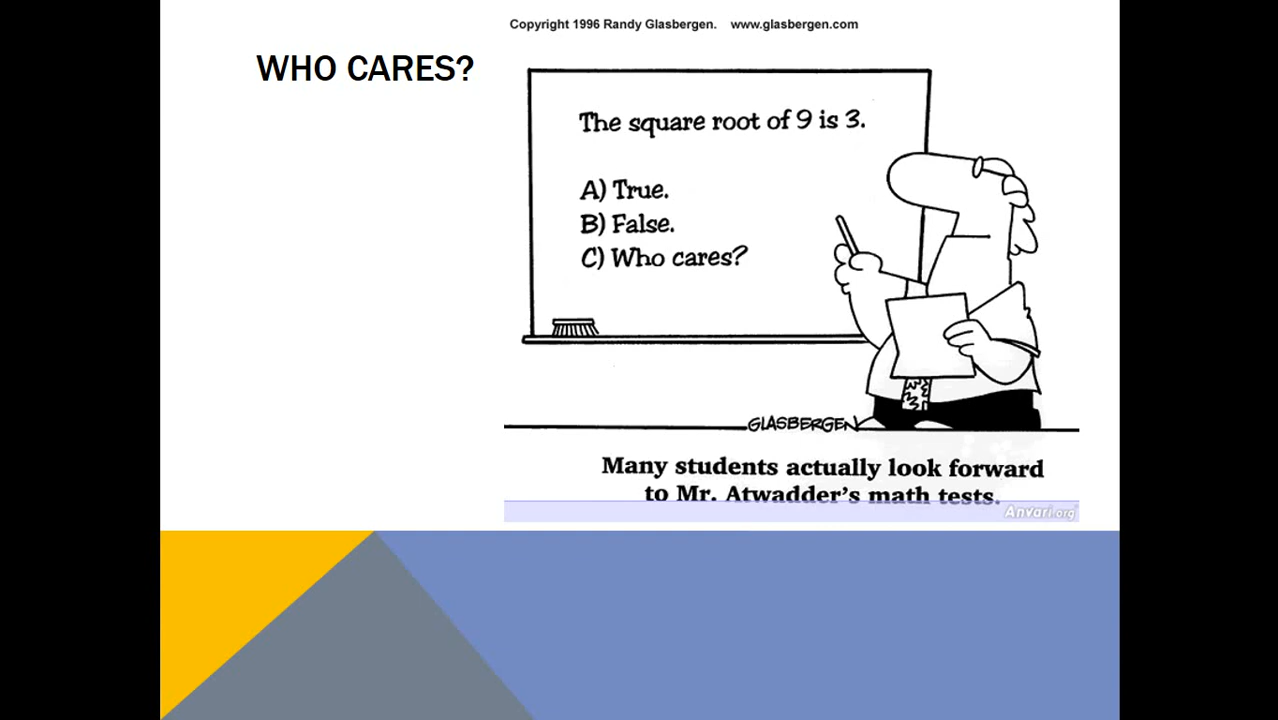 Copyright 1996 Randy Glasbergen. www.glasbergen.com
WHO CARES?
The square root of 9 is 3.
A) True.
B) False.
C) Who cares?
GLASBERGEN
Many students actually look forward
to Mr. Atwadder's math tests.
Anvari.org